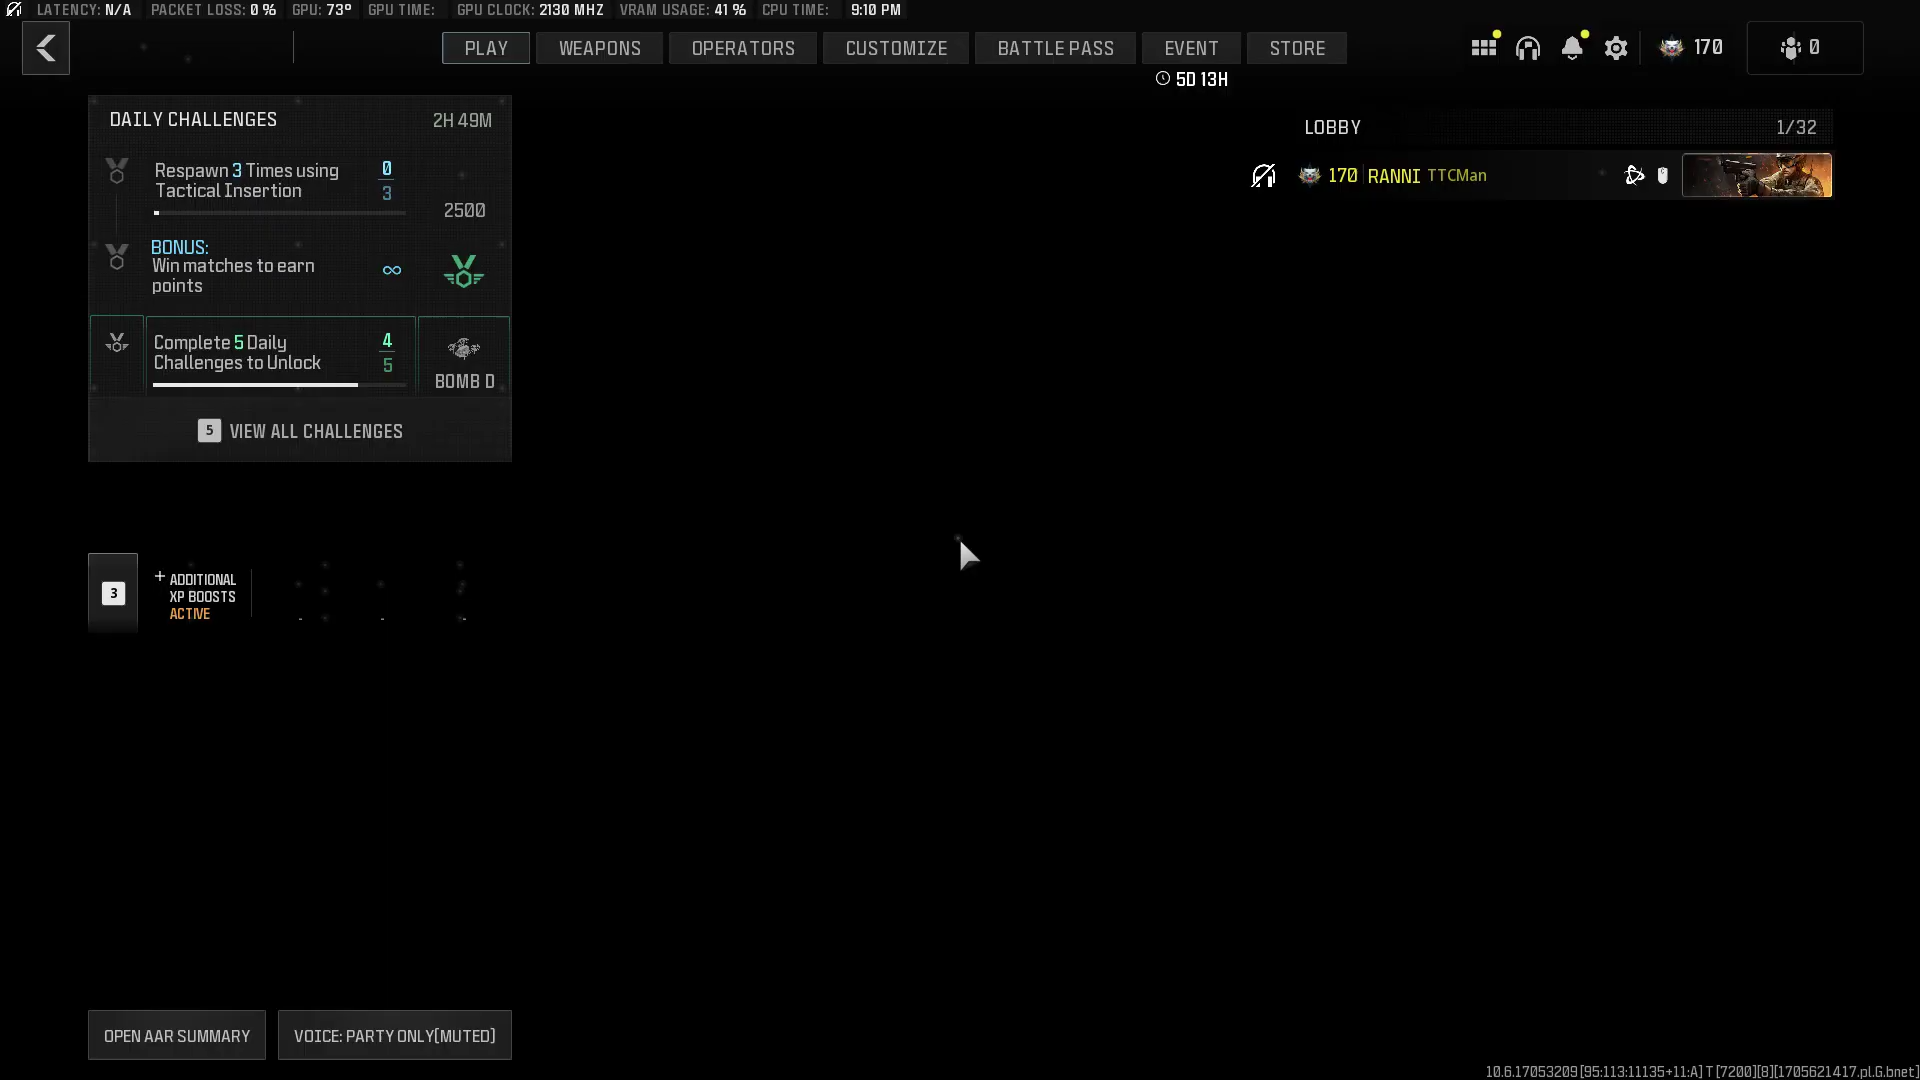 LATENCY: N/A PACKET LOSS: 0 % GPU: 73° GPU TIME: GPU CLOCK: 2130 MHZ VRAM USAGE: 41 % CPU TIME: 9:10 PM
PLAY WEAPONS OPERATORS CUSTOMIZE BATTLE PASS EVENT STORE 170 0
5D 13H
DAILY CHALLENGES 2H 49M
Respawn 3 Times using
Tactical Insertion
0
3
2500
BONUS:
Win matches to earn
points
∞
Complete 5 Daily
Challenges to Unlock
4
5
BOMB D
5 VIEW ALL CHALLENGES
LOBBY 1/32
170 RANNI TTCMan
3
+ ADDITIONAL
XP BOOSTS
ACTIVE
OPEN AAR SUMMARY VOICE: PARTY ONLY[MUTED]
10.6.17053209[95:113:11135+11:A] T [7200][8][1705621417.pl.G.bnet]